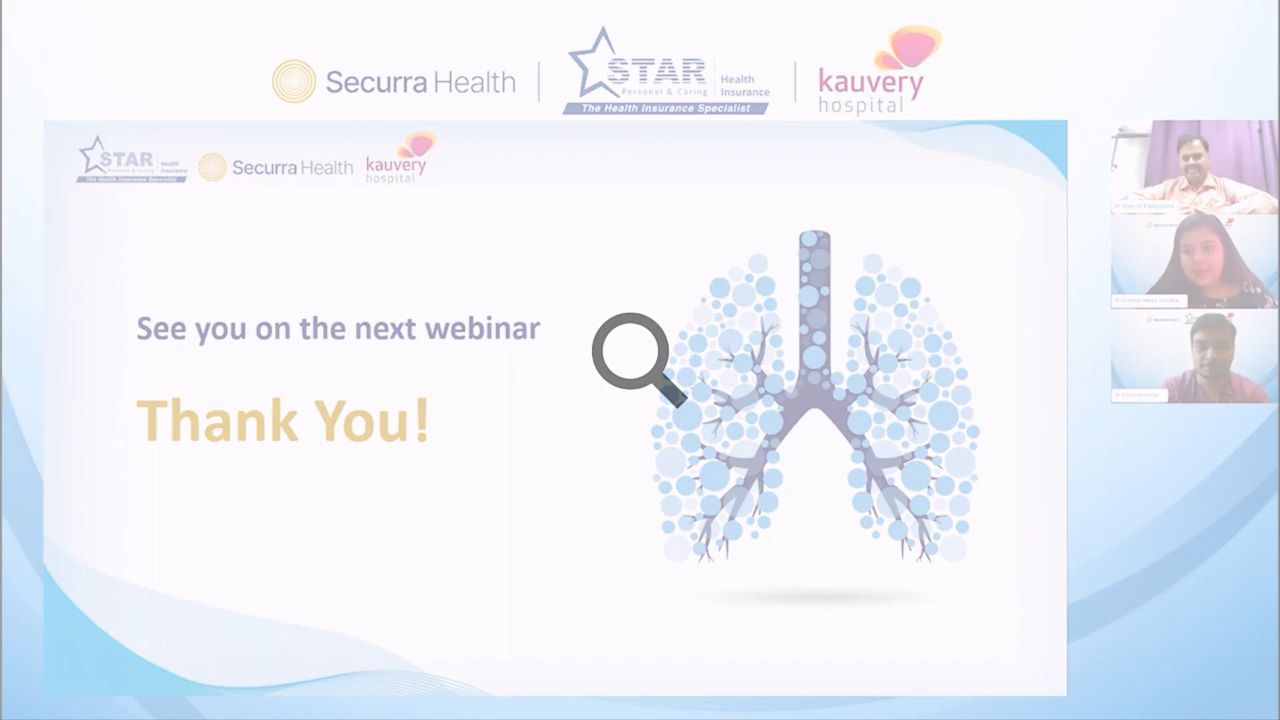 Securra Health
STAR
Personal & Caring
Health
Insurance
The Health Insurance Specialist
kauvery
hospital
STAR
Personal & Caring
Health
Insurance
The Health Insurance Specialist
Securra Health
kauvery
hospital
See you on the next webinar
Thank You!